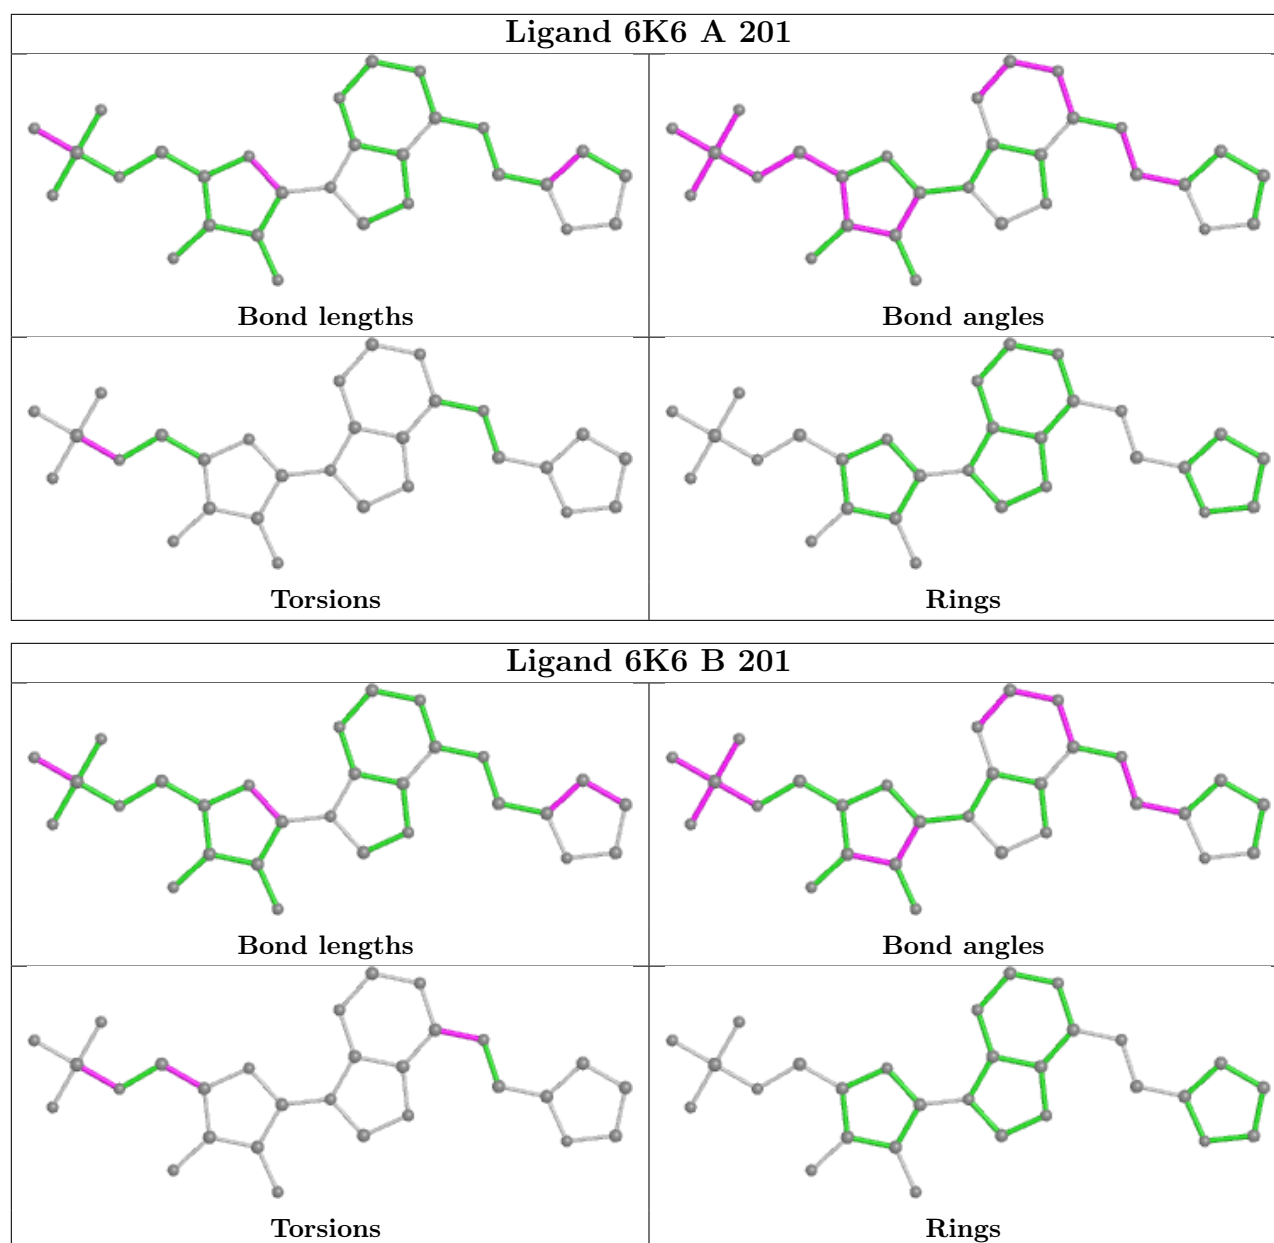 Ligand 6K6 A 201
Bond lengths
Bond angles
Torsions
Rings
Ligand 6K6 B 201
Bond lengths
Bond angles
Torsions
Rings